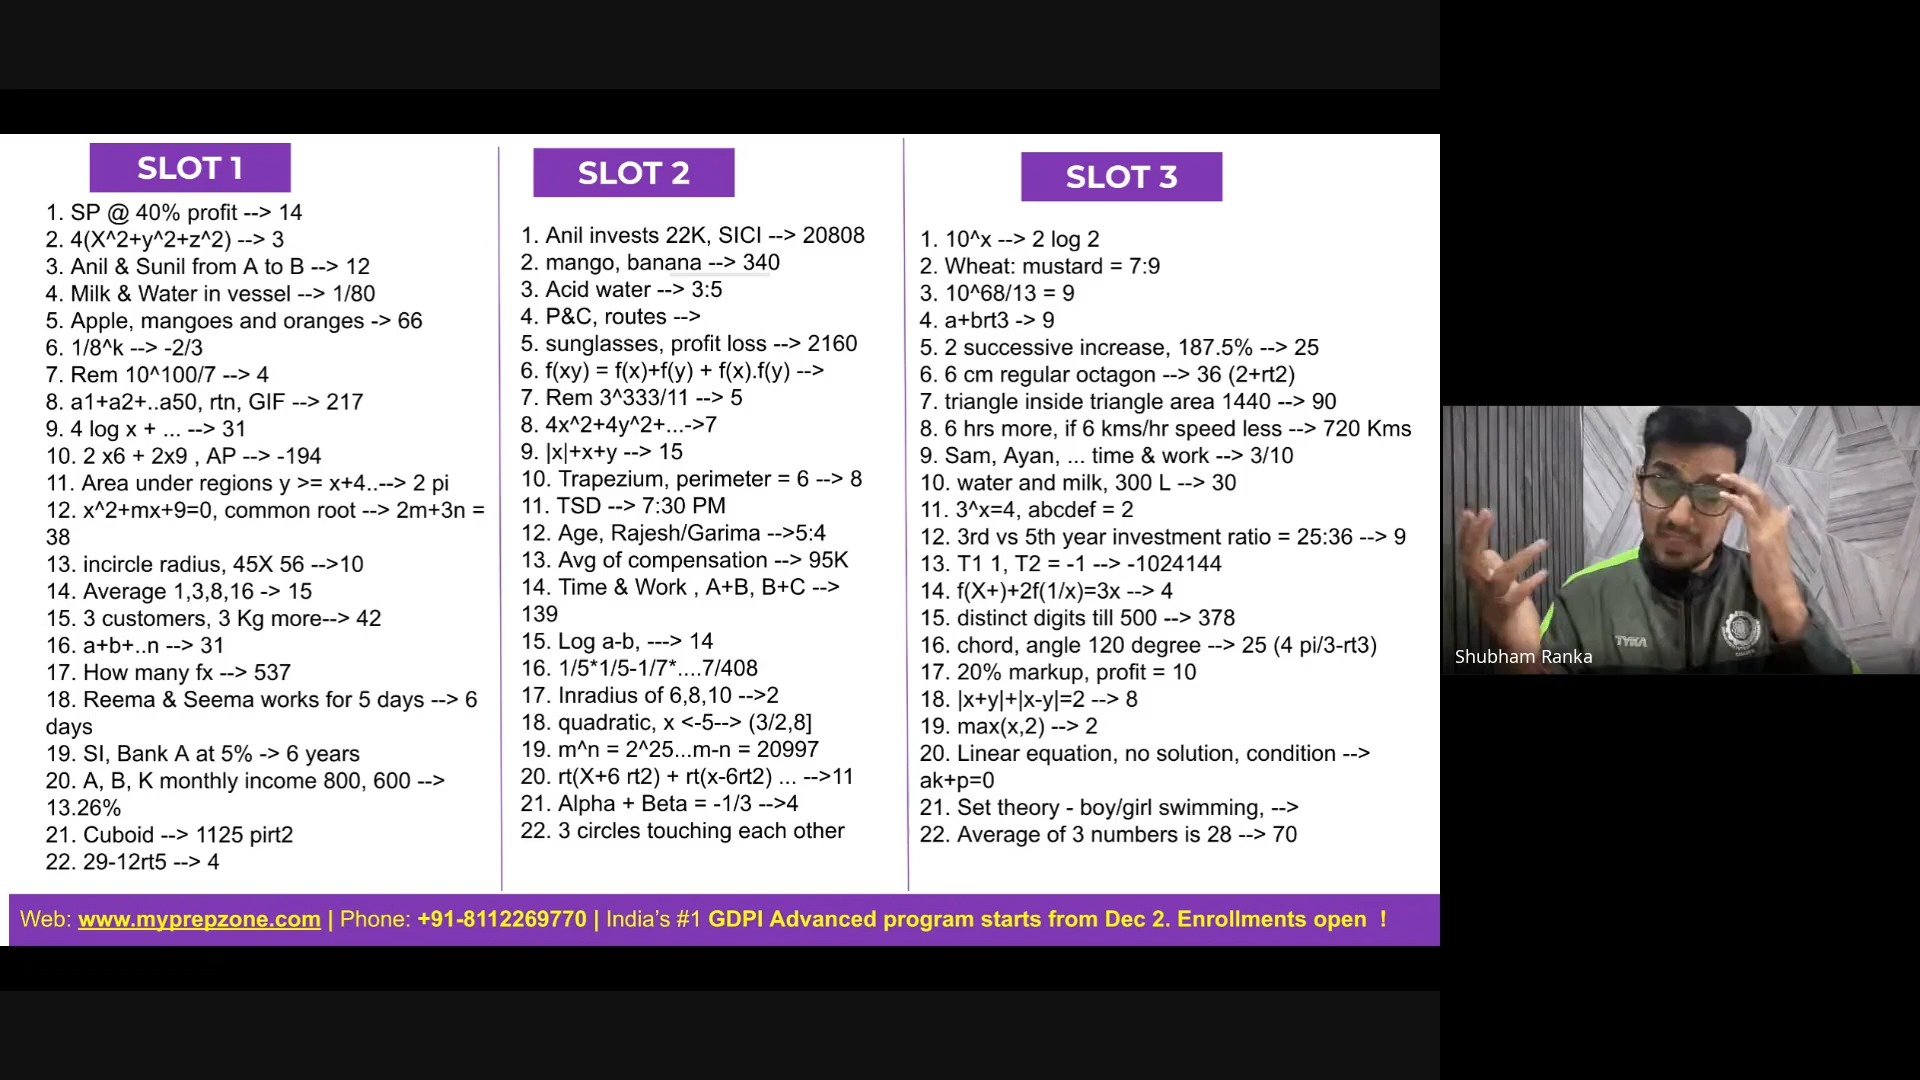 SLOT 1
1. SP @ 40% profit --> 14
2. 4(X^2+y^2+z^2) --> 3
3. Anil & Sunil from A to B --> 12
4. Milk & Water in vessel --> 1/80
5. Apple, mangoes and oranges -> 66
6. 1/8^k --> -2/3
7. Rem 10^100/7 --> 4
8. a1+a2+..a50, rtn, GIF --> 217
9. 4 log x + ... --> 31
10. 2 x6 + 2x9 , AP --> -194
11. Area under regions y >= x+4..--> 2 pi
12. x^2+mx+9=0, common root --> 2m+3n =
38
13. incircle radius, 45X 56 -->10
14. Average 1,3,8,16 -> 15
15. 3 customers, 3 Kg more--> 42
16. a+b+..n --> 31
17. How many fx --> 537
18. Reema & Seema works for 5 days --> 6
days
19. SI, Bank A at 5% -> 6 years
20. A, B, K monthly income 800, 600 -->
13.26%
21. Cuboid --> 1125 pirt2
22. 29-12rt5 --> 4
SLOT 2
1. Anil invests 22K, SICI --> 20808
2. mango, banana --> 340
3. Acid water --> 3:5
4. P&C, routes -->
5. sunglasses, profit loss --> 2160
6. f(xy) = f(x)+f(y) + f(x).f(y) -->
7. Rem 3^333/11 --> 5
8. 4x^2+4y^2+...->7
9. |x|+x+y --> 15
10. Trapezium, perimeter = 6 --> 8
11. TSD --> 7:30 PM
12. Age, Rajesh/Garima -->5:4
13. Avg of compensation --> 95K
14. Time & Work , A+B, B+C -->
139
15. Log a-b, ---> 14
16. 1/5*1/5-1/7*....7/408
17. Inradius of 6,8,10 -->2
18. quadratic, x <-5--> (3/2,8]
19. m^n = 2^25...m-n = 20997
20. rt(X+6 rt2) + rt(x-6rt2) ... -->11
21. Alpha + Beta = -1/3 -->4
22. 3 circles touching each other
SLOT 3
1. 10^x --> 2 log 2
2. Wheat: mustard = 7:9
3. 10^68/13 = 9
4. a+brt3 -> 9
5. 2 successive increase, 187.5% --> 25
6. 6 cm regular octagon --> 36 (2+rt2)
7. triangle inside triangle area 1440 --> 90
8. 6 hrs more, if 6 kms/hr speed less --> 720 Kms
9. Sam, Ayan, ... time & work --> 3/10
10. water and milk, 300 L --> 30
11. 3^x=4, abcdef = 2
12. 3rd vs 5th year investment ratio = 25:36 --> 9
13. T1 1, T2 = -1 --> -1024144
14. f(X+)+2f(1/x)=3x --> 4
15. distinct digits till 500 --> 378
16. chord, angle 120 degree --> 25 (4 pi/3-rt3)
17. 20% markup, profit = 10
18. |x+y|+|x-y|=2 --> 8
19. max(x,2) --> 2
20. Linear equation, no solution, condition -->
ak+p=0
21. Set theory - boy/girl swimming, -->
22. Average of 3 numbers is 28 --> 70
Web: www.myprepzone.com | Phone: +91-8112269770 | India's #1 GDPI Advanced program starts from Dec 2. Enrollments open !
TYKA
Shubham Ranka